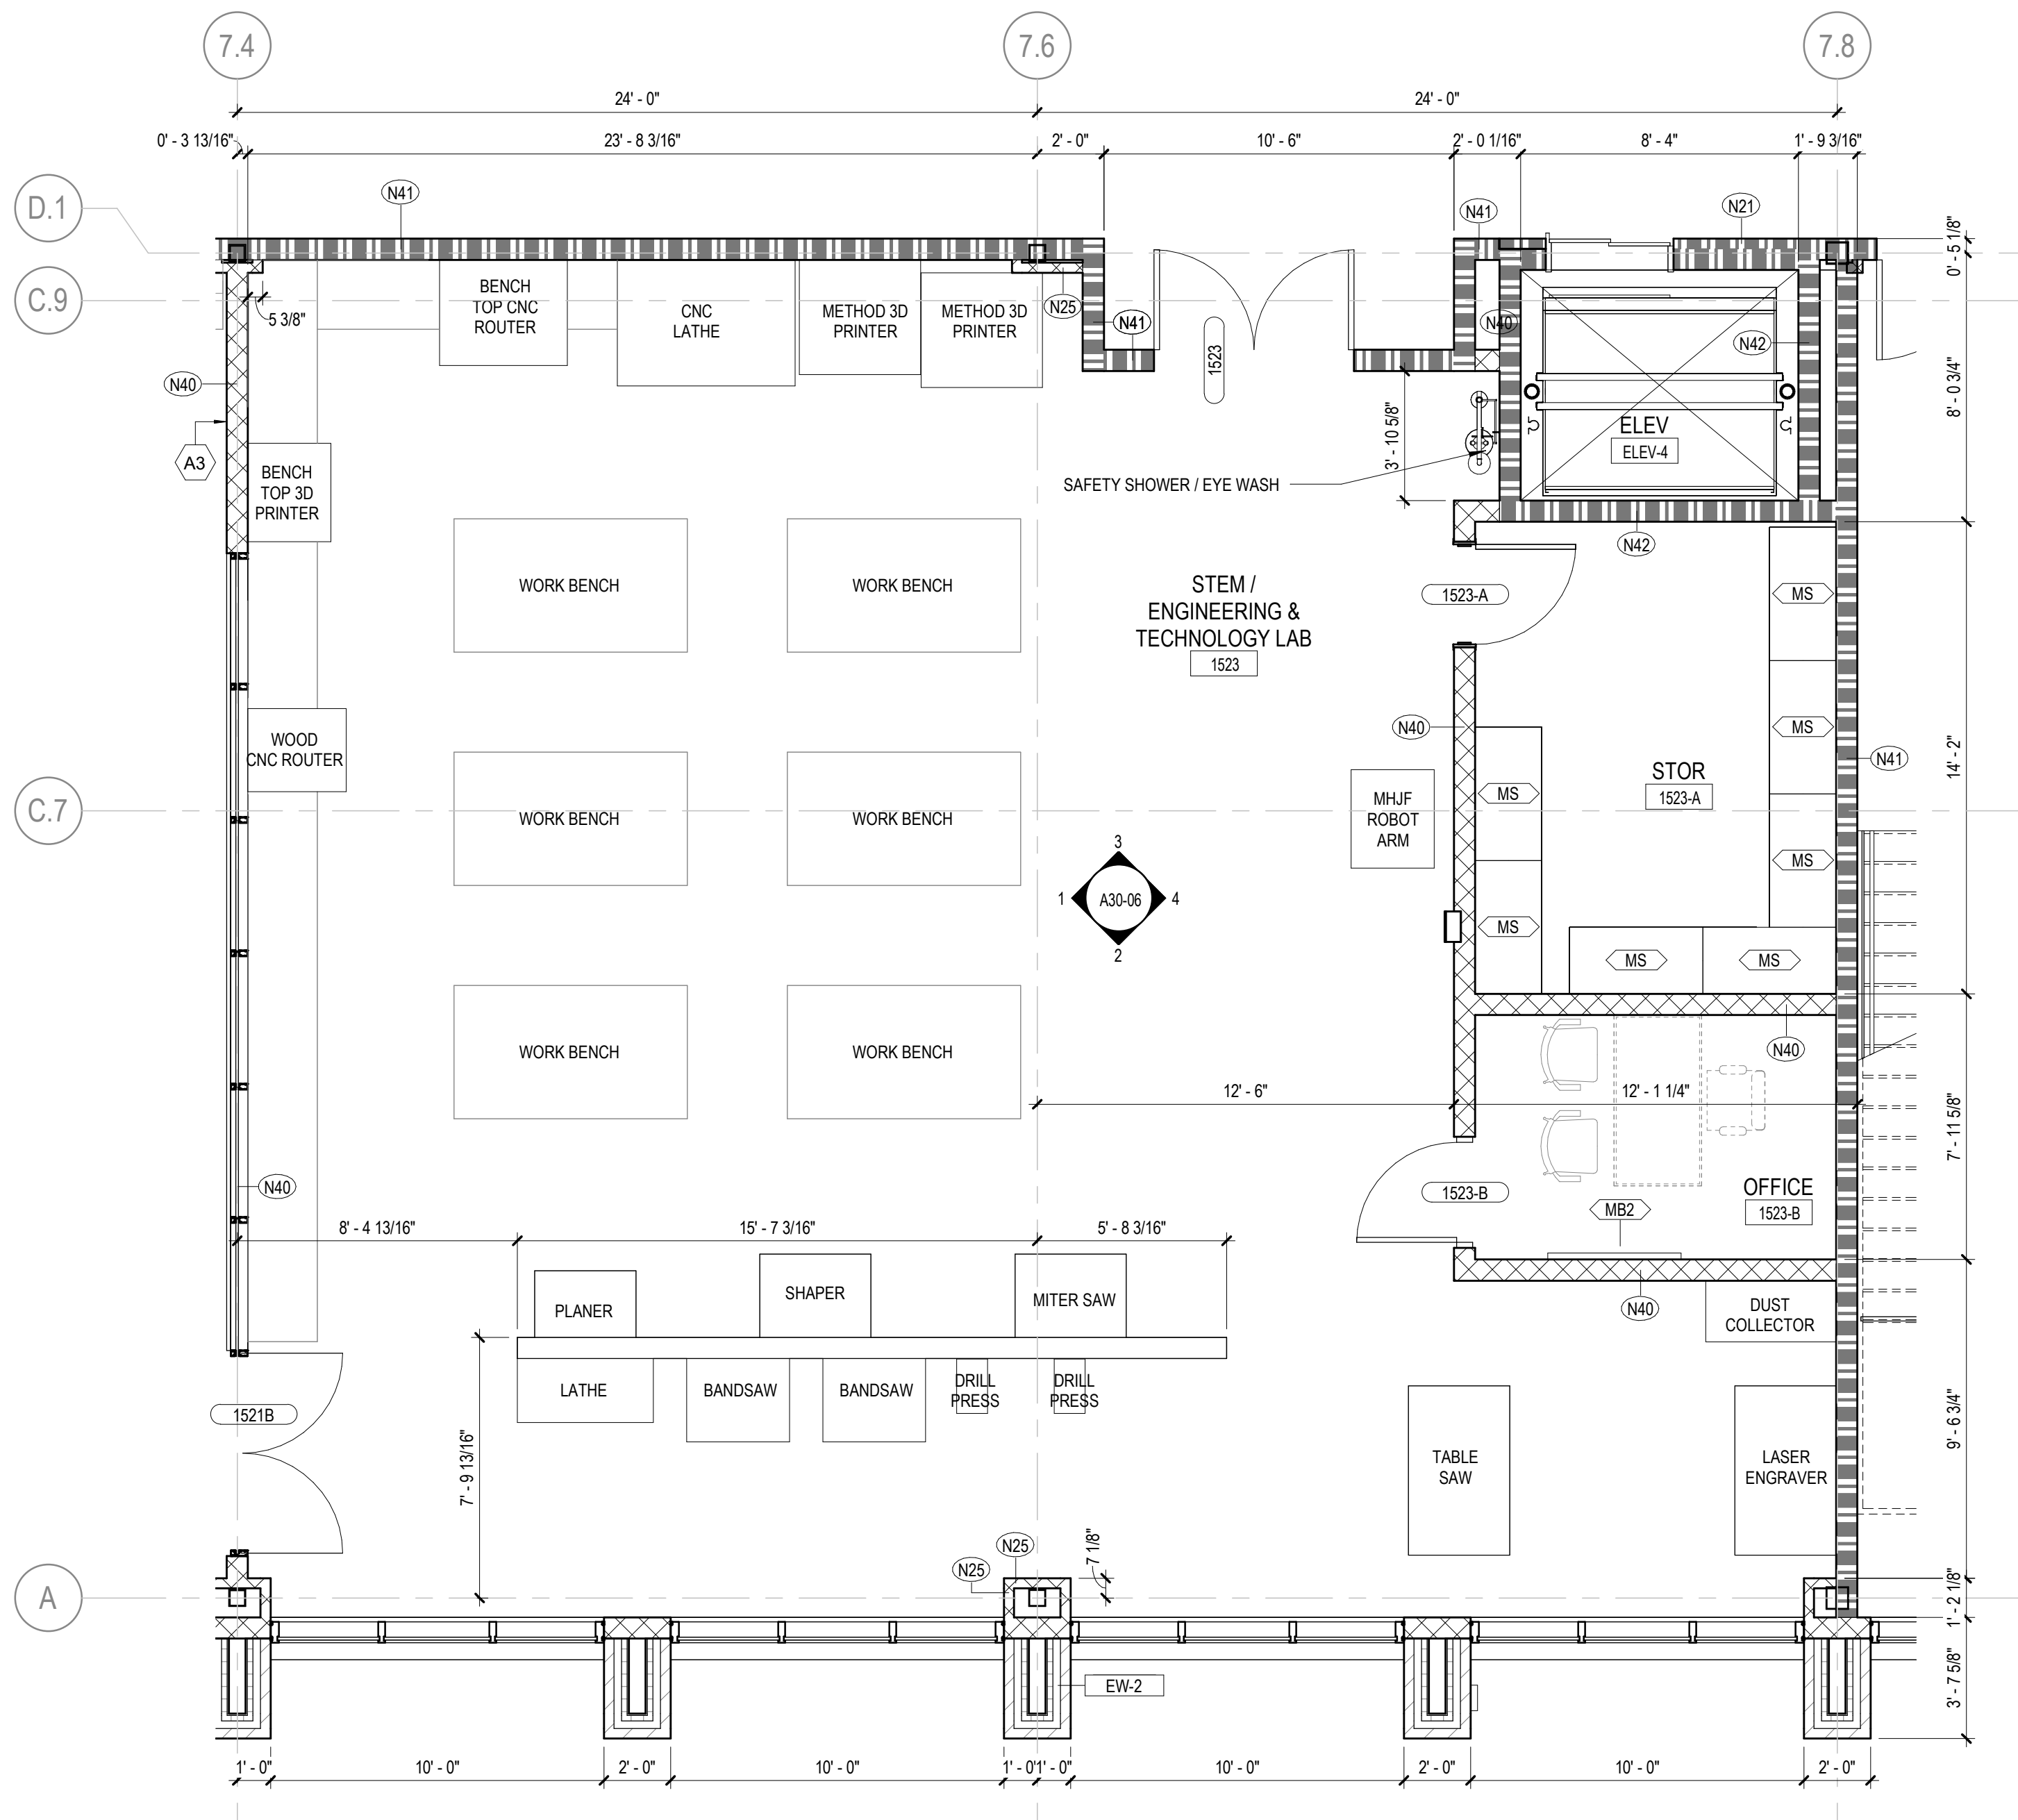 7.4
7.6
7.8
24' - 0"
24' - 0"
0' - 3 13/16"
23' - 8 3/16"
2' - 0"
10' - 6"
2' - 0 1/16"
8' - 4"
1' - 9 3/16"
D.1
N41
N41
N21
0' - 5 1/8"
C.9
5 3/8"
BENCH
TOP CNC
ROUTER
CNC
LATHE
METHOD 3D
PRINTER
METHOD 3D
PRINTER
N25
N41
1523
N40
N42
8' - 0 3/4"
N40
A3
3' - 10 5/8"
ELEV
ELEV-4
BENCH
TOP 3D
PRINTER
SAFETY SHOWER / EYE WASH
N42
WORK BENCH
WORK BENCH
STEM /
ENGINEERING &
TECHNOLOGY LAB
1523
1523-A
MS
N40
MS
N41
14' - 2"
WOOD
CNC ROUTER
STOR
1523-A
C.7
WORK BENCH
WORK BENCH
MHJF
ROBOT
ARM
MS
MS
3
1
A30-06
4
2
MS
MS
MS
WORK BENCH
WORK BENCH
N40
12' - 6"
12' - 1 1/4"
7' - 11 5/8"
N40
1523-B
OFFICE
1523-B
MB2
8' - 4 13/16"
15' - 7 3/16"
5' - 8 3/16"
PLANER
SHAPER
MITER SAW
N40
DUST
COLLECTOR
LATHE
BANDSAW
BANDSAW
DRILL
PRESS
DRILL
PRESS
1521B
7' - 9 13/16"
9' - 6 3/4"
TABLE
SAW
LASER
ENGRAVER
N25
N25
7 1/8"
A
1' - 2 1/8"
EW-2
3' - 7 5/8"
1' - 0"
10' - 0"
2' - 0"
10' - 0"
1' - 0"
1' - 0"
10' - 0"
2' - 0"
10' - 0"
2' - 0"